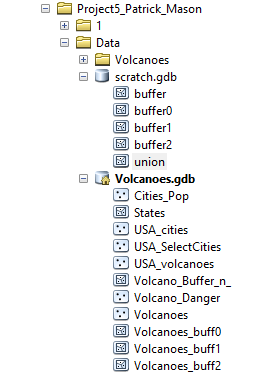 Project5_Patrick_Mason
1
Data
Volcanoes
scratch.gdb
buffer
buffer0
buffer1
buffer2
union
Volcanoes.gdb
Cities_Pop
States
USA_cities
USA_SelectCities
USA_volcanoes
Volcano_Buffer_n_
Volcano_Danger
Volcanoes
Volcanoes_buff0
Volcanoes_buff1
Volcanoes_buff2